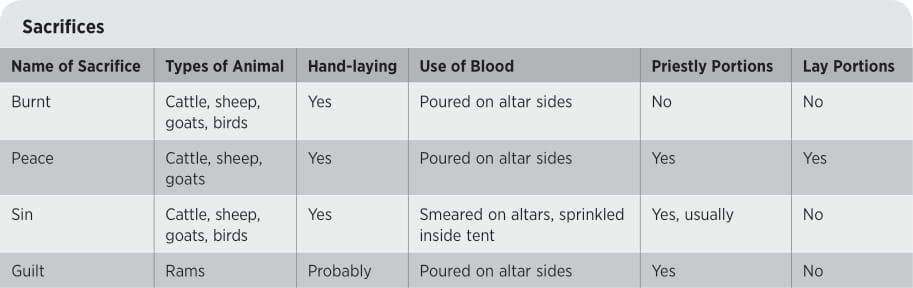 Sacrifices
Name of Sacrifice Types of Animal Hand-laying Use of Blood Priestly Portions Lay Portions
Burnt Cattle, sheep, goats, birds Yes Poured on altar sides No No
Peace Cattle, sheep, goats Yes Poured on altar sides Yes Yes
Sin Cattle, sheep, goats, birds Yes Smeared on altars, sprinkled inside tent Yes, usually No
Guilt Rams Probably Poured on altar sides Yes No